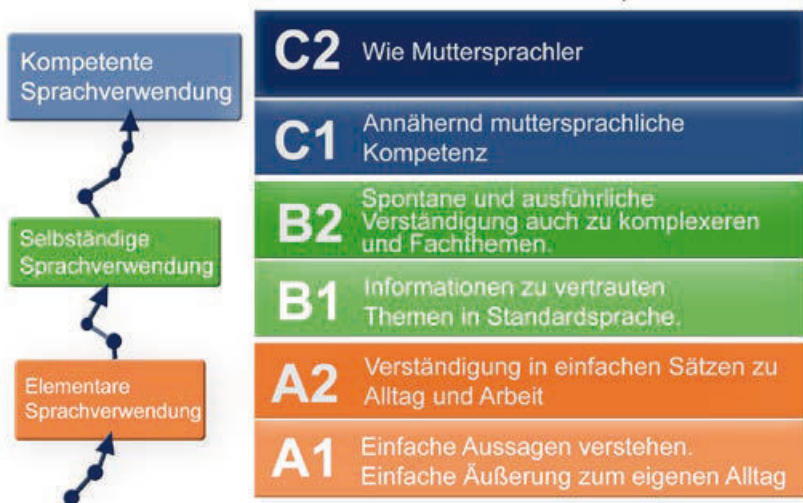 Kompetente
Sprachverwendung
C2 Wie Muttersprachler
C1 Annähernd muttersprachliche
Kompetenz
Selbständige
Sprachverwendung
B2 Spontane und ausführliche
Verständigung auch zu komplexeren
und Fachthemen.
B1 Informationen zu vertrauten
Themen in Standardsprache.
Elementare
Sprachverwendung
A2 Verständigung in einfachen Sätzen zu
Alltag und Arbeit
A1 Einfache Aussagen verstehen.
Einfache Äußerung zum eigenen Alltag